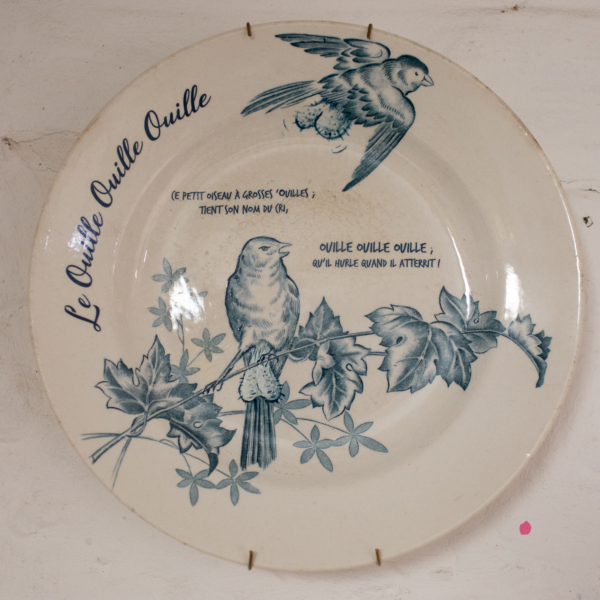 Le Ouille Ouille Ouille
CE PETIT OISEAU À GROSSES 'OUILLES ;
TIENT SON NOM DU CRI,
OUILLE OUILLE OUILLE ;
QU'IL HURLE QUAND IL ATTERRIT !